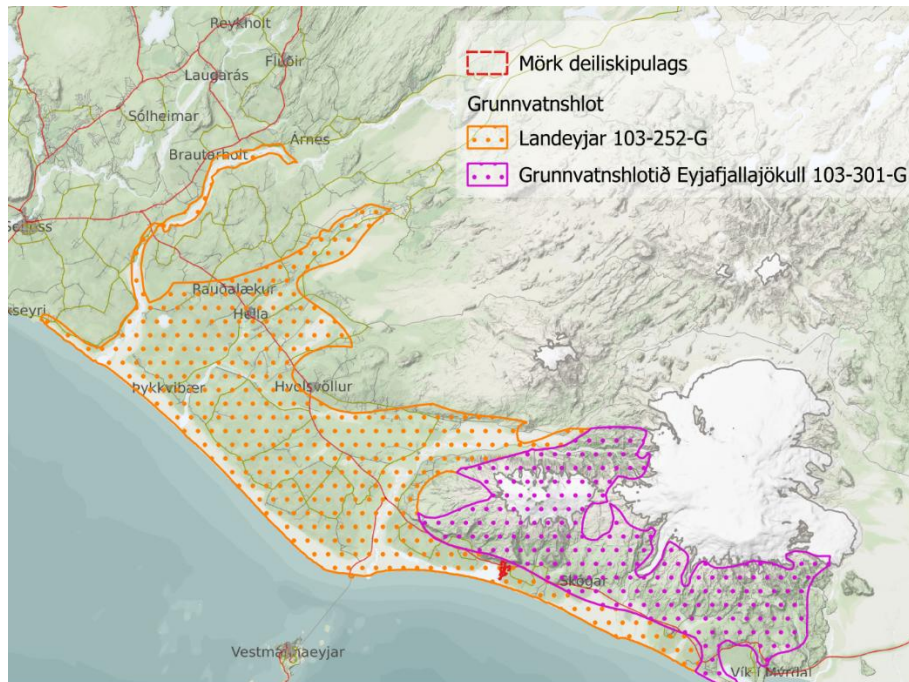 Reykholt
Flúðir
Laugarás
Sólheimar
Árnes
Brautarholt
kseyri
Rauðalækur
Hella
Þykkvibær
Hvolsvöllur
Skógar
Vestmannaeyjar
Vík í Mýrdal
Mörk deiliskipulags
Grunnvatnshlot
Landeyjar 103-252-G
Grunnvatnshlotið Eyjafjallajökull 103-301-G